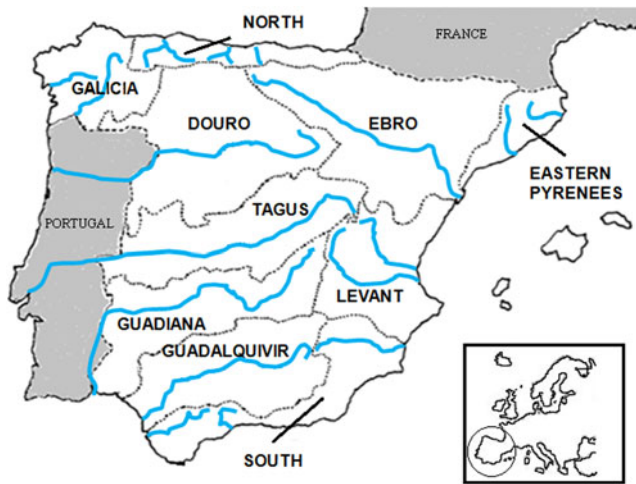 NORTH
FRANCE
GALICIA
DOURO
EBRO
EASTERN
PYRENEES
TAGUS
PORTUGAL
LEVANT
GUADIANA
GUADALQUIVIR
SOUTH